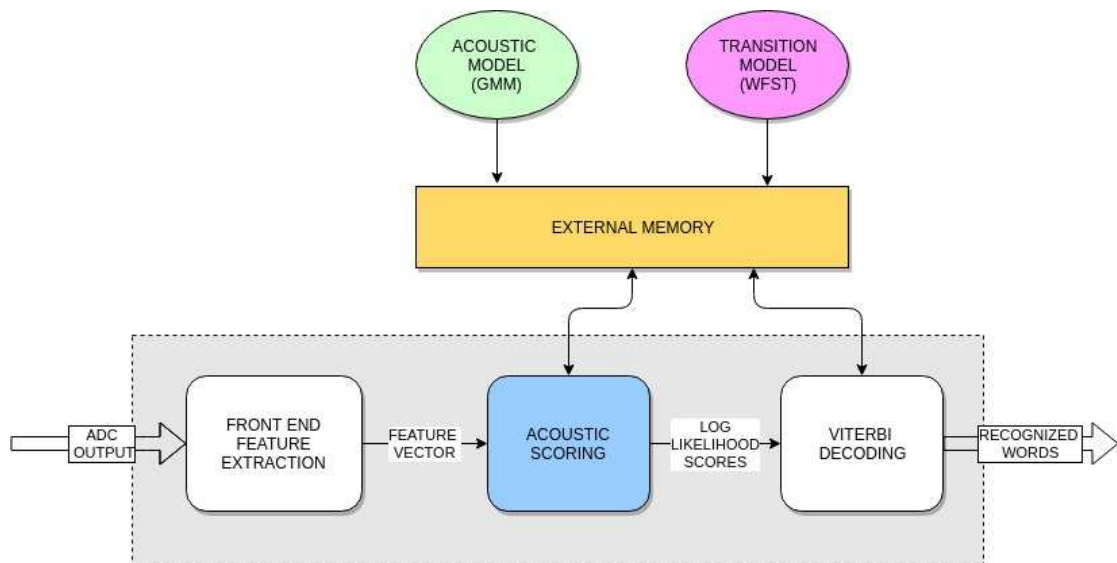 ACOUSTIC
MODEL
(GMM)
TRANSITION
MODEL
(WFST)
EXTERNAL MEMORY
ADC
OUTPUT
FRONT END
FEATURE
EXTRACTION
FEATURE
VECTOR
ACOUSTIC
SCORING
LOG
LIKELIHOOD
SCORES
VITERBI
DECODING
RECOGNIZED
WORDS